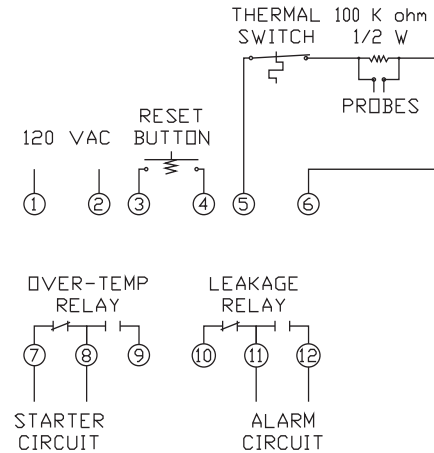 THERMAL SWITCH
100 K ohm 1/2 W
PROBES
RESET BUTTON
120 VAC
1 2 3 4 5 6
OVER-TEMP RELAY
LEAKAGE RELAY
7 8 9 10 11 12
STARTER CIRCUIT
ALARM CIRCUIT